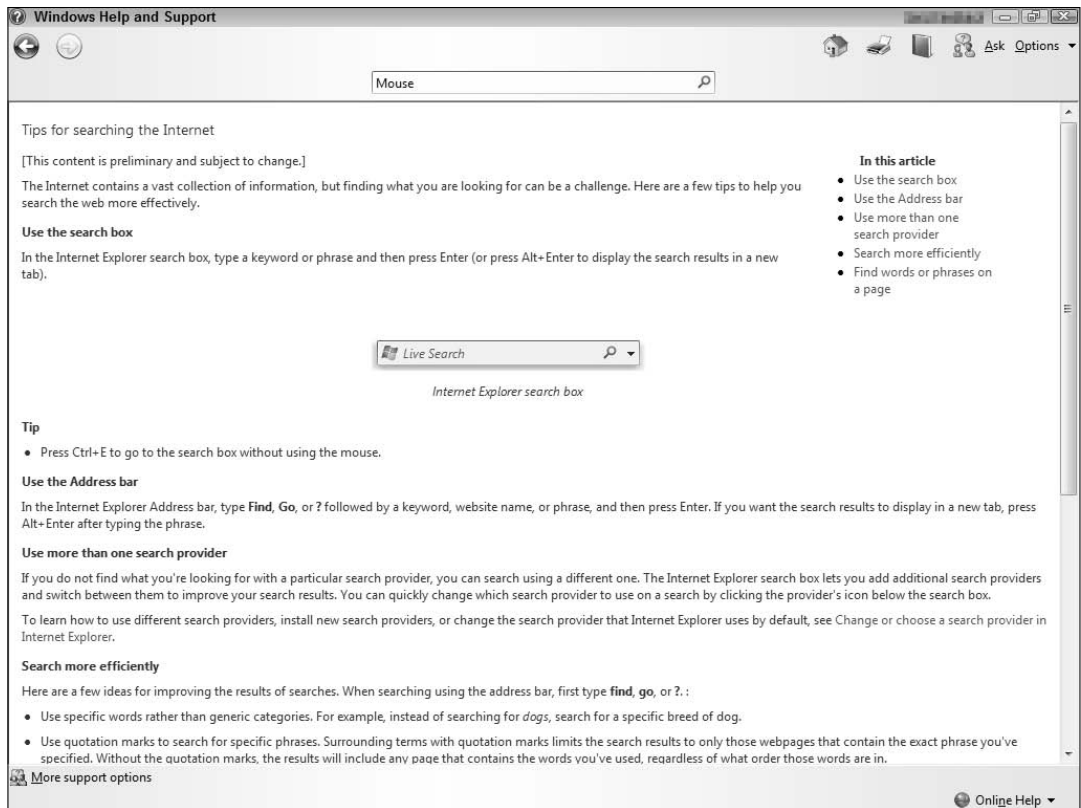 Windows Help and Support
Ask Options
Mouse
Tips for searching the Internet
[This content is preliminary and subject to change.]
The Internet contains a vast collection of information, but finding what you are looking for can be a challenge. Here are a few tips to help you
search the web more effectively.
Use the search box
In the Internet Explorer search box, type a keyword or phrase and then press Enter (or press Alt+Enter to display the search results in a new
tab).
In this article
• Use the search box
• Use the Address bar
• Use more than one
search provider
• Search more efficiently
• Find words or phrases on
a page
Live Search
Internet Explorer search box
Tip
• Press Ctrl+E to go to the search box without using the mouse.
Use the Address bar
In the Internet Explorer Address bar, type Find, Go, or ? followed by a keyword, website name, or phrase, and then press Enter. If you want the search results to display in a new tab, press
Alt+Enter after typing the phrase.
Use more than one search provider
If you do not find what you're looking for with a particular search provider, you can search using a different one. The Internet Explorer search box lets you add additional search providers
and switch between them to improve your search results. You can quickly change which search provider to use on a search by clicking the provider's icon below the search box.
To learn how to use different search providers, install new search providers, or change the search provider that Internet Explorer uses by default, see Change or choose a search provider in
Internet Explorer.
Search more efficiently
Here are a few ideas for improving the results of searches. When searching using the address bar, first type find, go, or ?. :
• Use specific words rather than generic categories. For example, instead of searching for dogs, search for a specific breed of dog.
• Use quotation marks to search for specific phrases. Surrounding terms with quotation marks limits the search results to only those webpages that contain the exact phrase you've
specified. Without the quotation marks, the results will include any page that contains the words you've used, regardless of what order those words are in.
More support options
Online Help